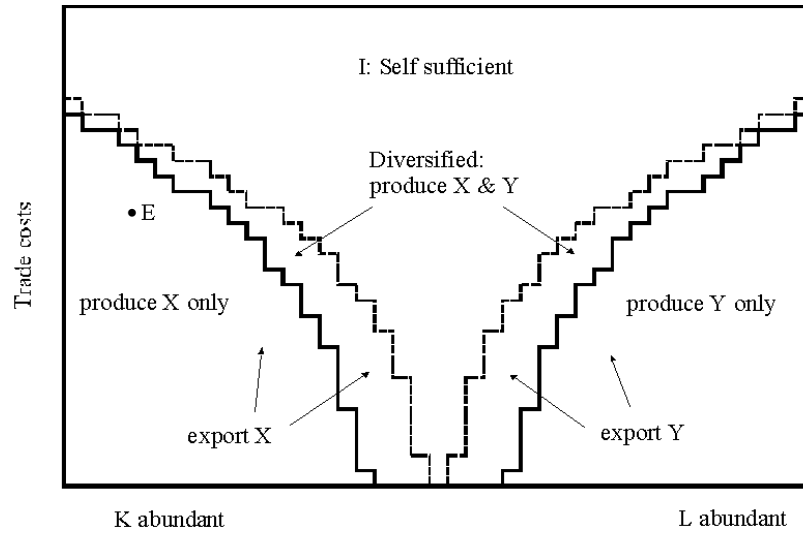 I: Self sufficient
Diversified:
produce X & Y
E
Trade costs
produce X only
produce Y only
export X
export Y
K abundant
L abundant